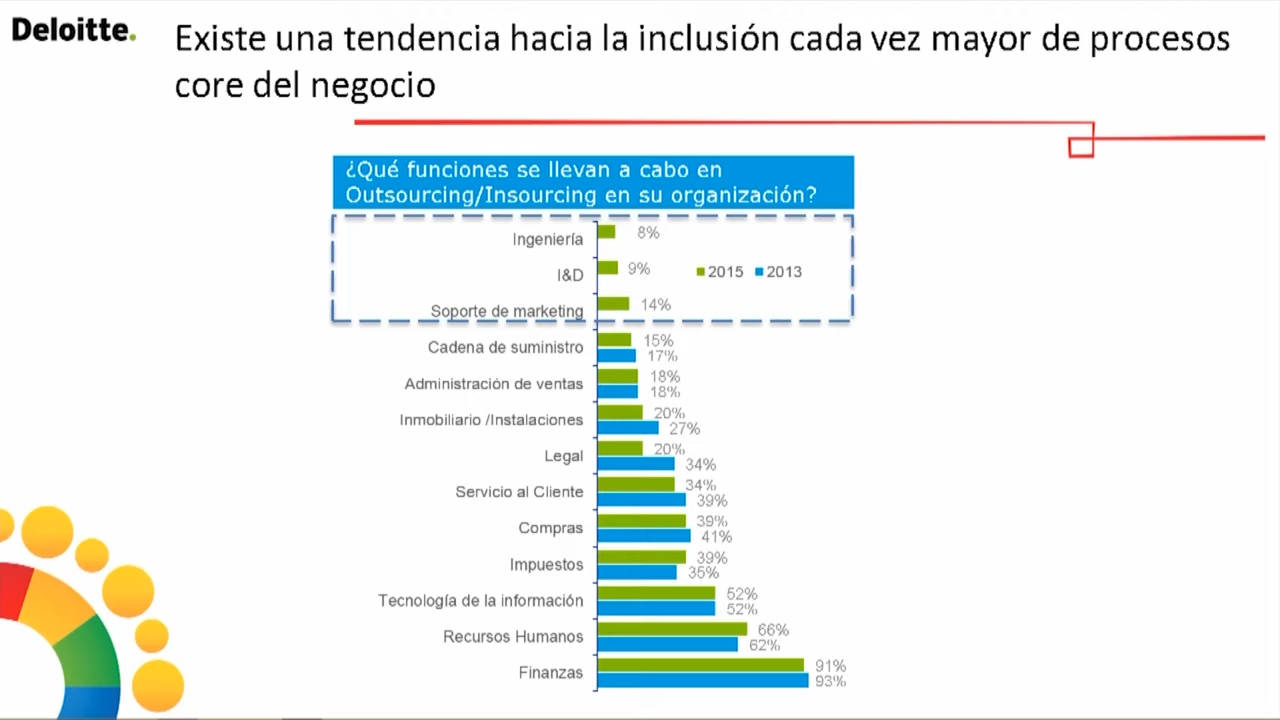 Deloitte.
Existe una tendencia hacia la inclusión cada vez mayor de procesos
core del negocio
¿Qué funciones se llevan a cabo en
Outsourcing/Insourcing en su organización?
Ingeniería 8%
I&D 9%
2015 2013
Soporte de marketing 14%
Cadena de suministro 15%
17%
Administración de ventas 18%
18%
Inmobiliario /Instalaciones 20%
27%
Legal 20%
34%
Servicio al Cliente 34%
39%
Compras 39%
41%
Impuestos 39%
35%
Tecnología de la información 52%
52%
Recursos Humanos 66%
62%
Finanzas 91%
93%